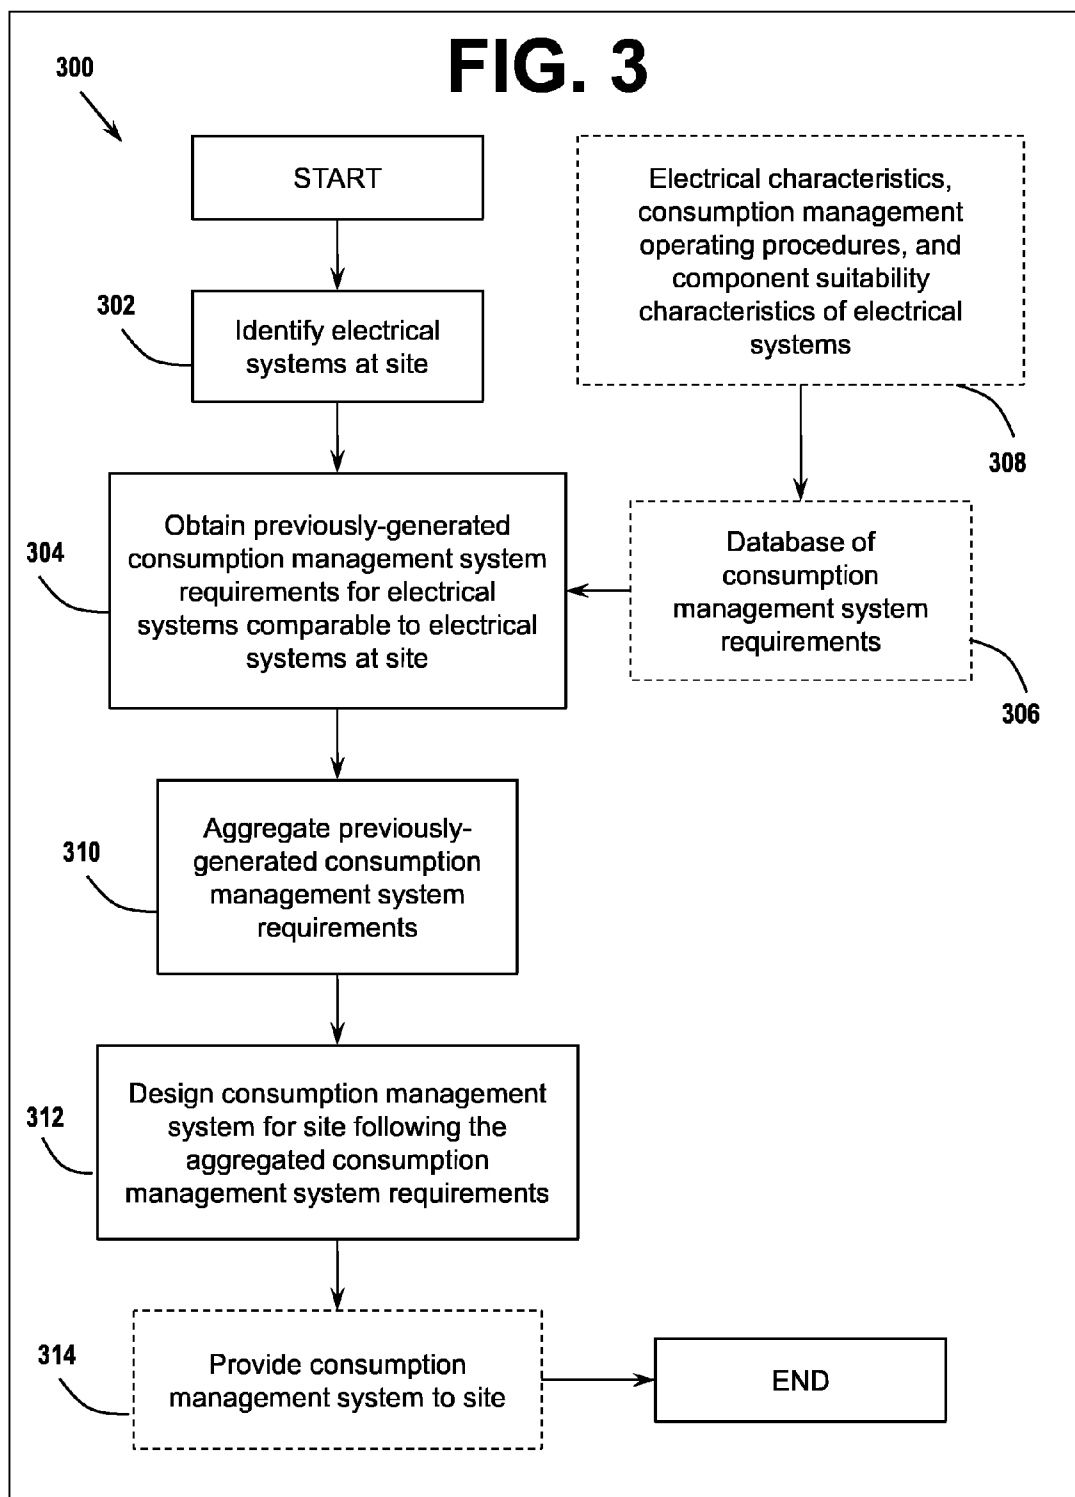 FIG. 3
300
START
302
Identify electrical
systems at site
Electrical characteristics,
consumption management
operating procedures, and
component suitability
characteristics of electrical
systems
308
304
Obtain previously-generated
consumption management system
requirements for electrical
systems comparable to electrical
systems at site
Database of
consumption
management system
requirements
306
310
Aggregate previously-
generated consumption
management system
requirements
312
Design consumption management
system for site following the
aggregated consumption
management system requirements
314
Provide consumption
management system to site
END